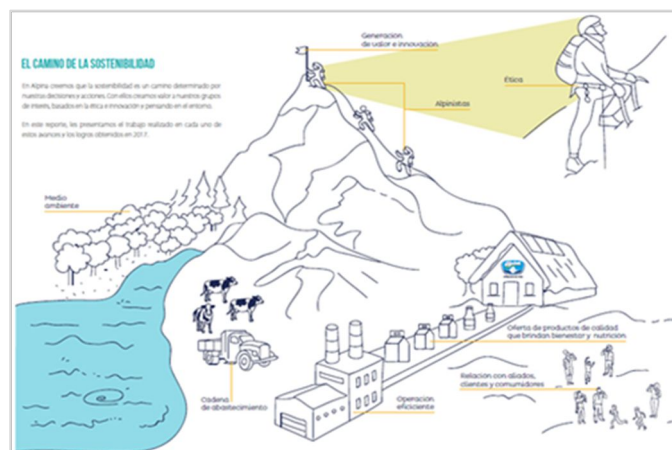 EL CAMINO DE LA SOSTENIBILIDAD
En Alpina creemos que la sostenibilidad es un camino determinado por
nuestras decisiones y acciones. Con ellos creamos valor a nuestros grupos
de interés, basados en la ética e innovación y pensando en el entorno.
En este reporte, les presentamos el trabajo realizado en cada uno de
estos avances y los logros obtenidos en 2017.
Generación
de valor e innovación
Ética
Alpinistas
Medio
ambiente
Oferta de productos de calidad
que brindan bienestar y nutrición
Relación con aliados,
clientes y comumidores
Cadena
de abastecimiento
Operación
eficiciente